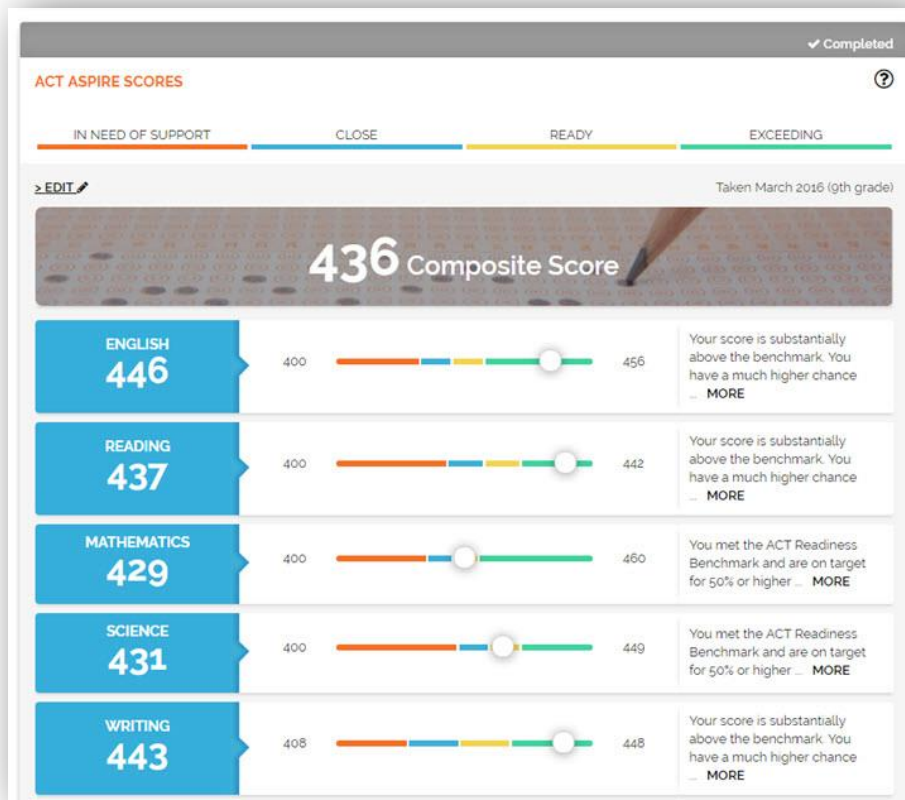 ✔ Completed
ACT ASPIRE SCORES
?
IN NEED OF SUPPORT CLOSE READY EXCEEDING
> EDIT
Taken March 2016 (9th grade)
436 Composite Score
ENGLISH
446
400
456
Your score is substantially
above the benchmark. You
have a much higher chance
... MORE
READING
437
400
442
Your score is substantially
above the benchmark. You
have a much higher chance
... MORE
MATHEMATICS
429
400
460
You met the ACT Readiness
Benchmark and are on target
for 50% or higher ... MORE
SCIENCE
431
400
449
You met the ACT Readiness
Benchmark and are on target
for 50% or higher ... MORE
WRITING
443
408
448
Your score is substantially
above the benchmark. You
have a much higher chance
... MORE